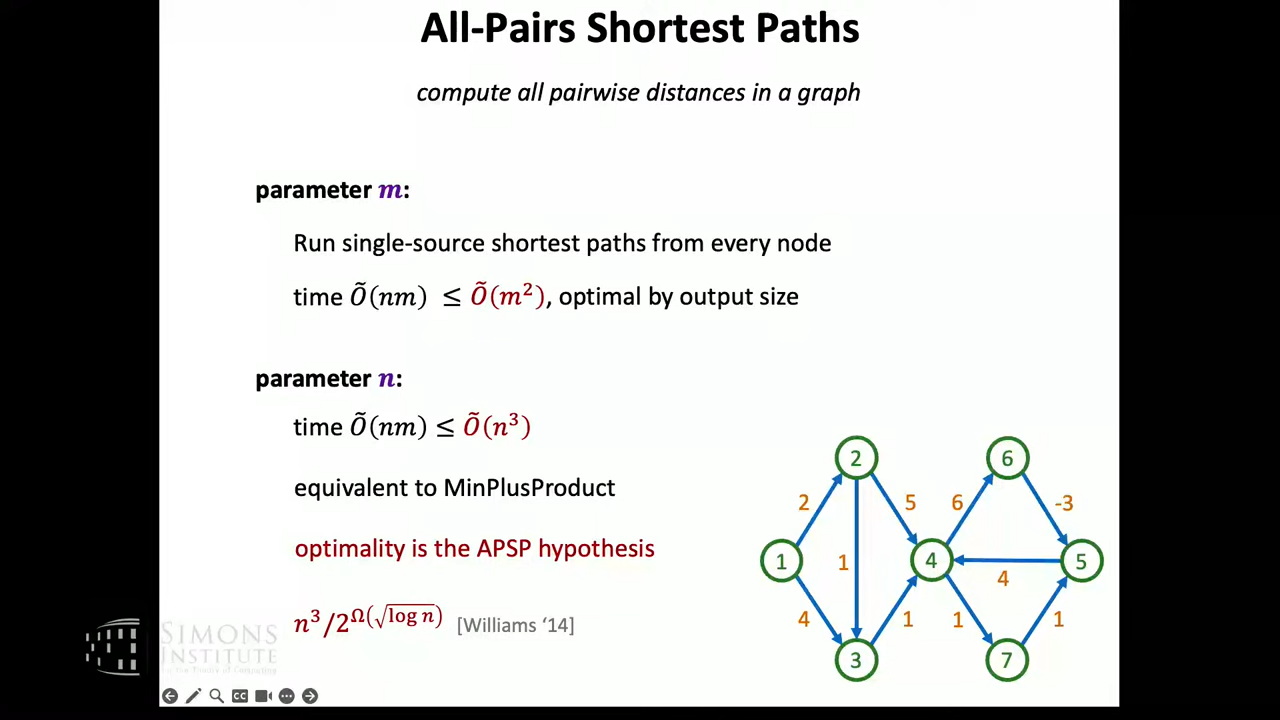 All-Pairs Shortest Paths
compute all pairwise distances in a graph
parameter m:
Run single-source shortest paths from every node
time Õ(nm) ≤ Õ(m²), optimal by output size
parameter n:
time Õ(nm) ≤ Õ(n³)
equivalent to MinPlusProduct
optimality is the APSP hypothesis
n³/2^Ω(√log n) [Williams ‘14]
2 6
2 5 6 -3
1 1 4 5
4
4 1 1 1
3 7
SIMONS
INSTITUTE
CC